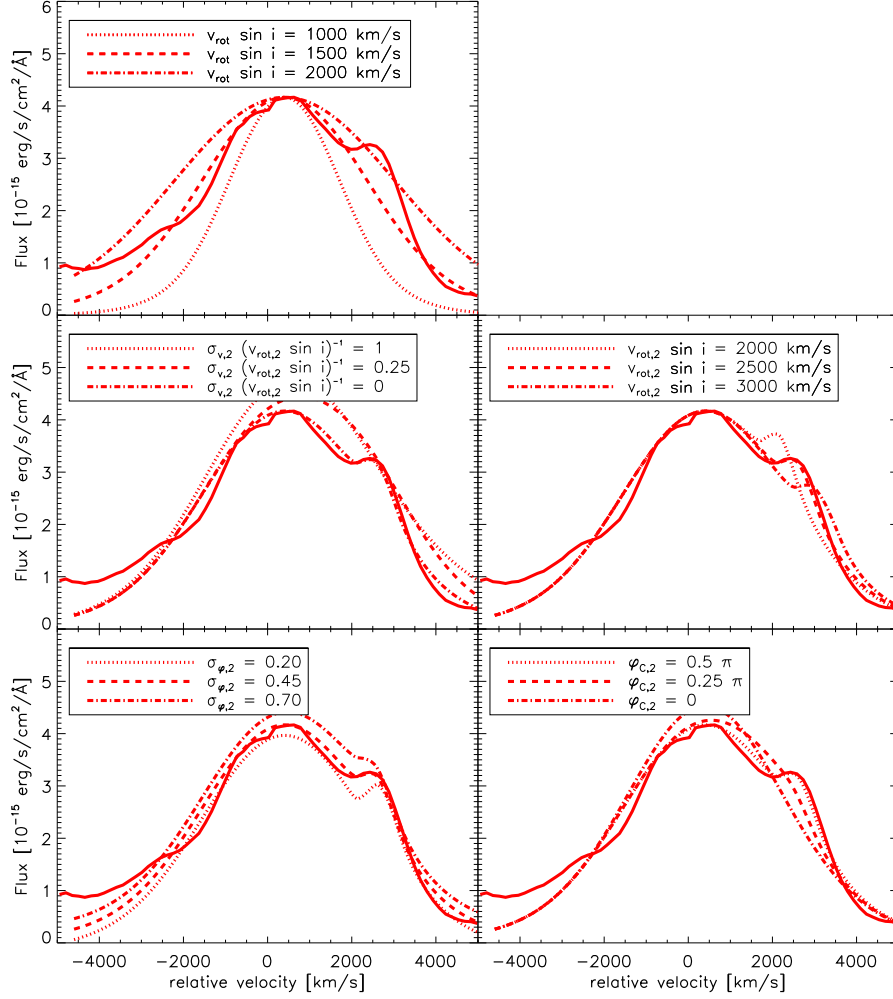 v_rot sin i = 1000 km/s
v_rot sin i = 1500 km/s
v_rot sin i = 2000 km/s
Flux [10^-15 erg/s/cm^2/Å]
5
4
3
2
1
0
σ_v,2 (v_rot,2 sin i)^-1 = 1
σ_v,2 (v_rot,2 sin i)^-1 = 0.25
σ_v,2 (v_rot,2 sin i)^-1 = 0
Flux [10^-15 erg/s/cm^2/Å]
5
4
3
2
1
0
v_rot,2 sin i = 2000 km/s
v_rot,2 sin i = 2500 km/s
v_rot,2 sin i = 3000 km/s
σ_φ,2 = 0.20
σ_φ,2 = 0.45
σ_φ,2 = 0.70
Flux [10^-15 erg/s/cm^2/Å]
5
4
3
2
1
0
-4000 -2000 0 2000 4000
relative velocity [km/s]
φ_C,2 = 0.5 π
φ_C,2 = 0.25 π
φ_C,2 = 0
-4000 -2000 0 2000 4000
relative velocity [km/s]